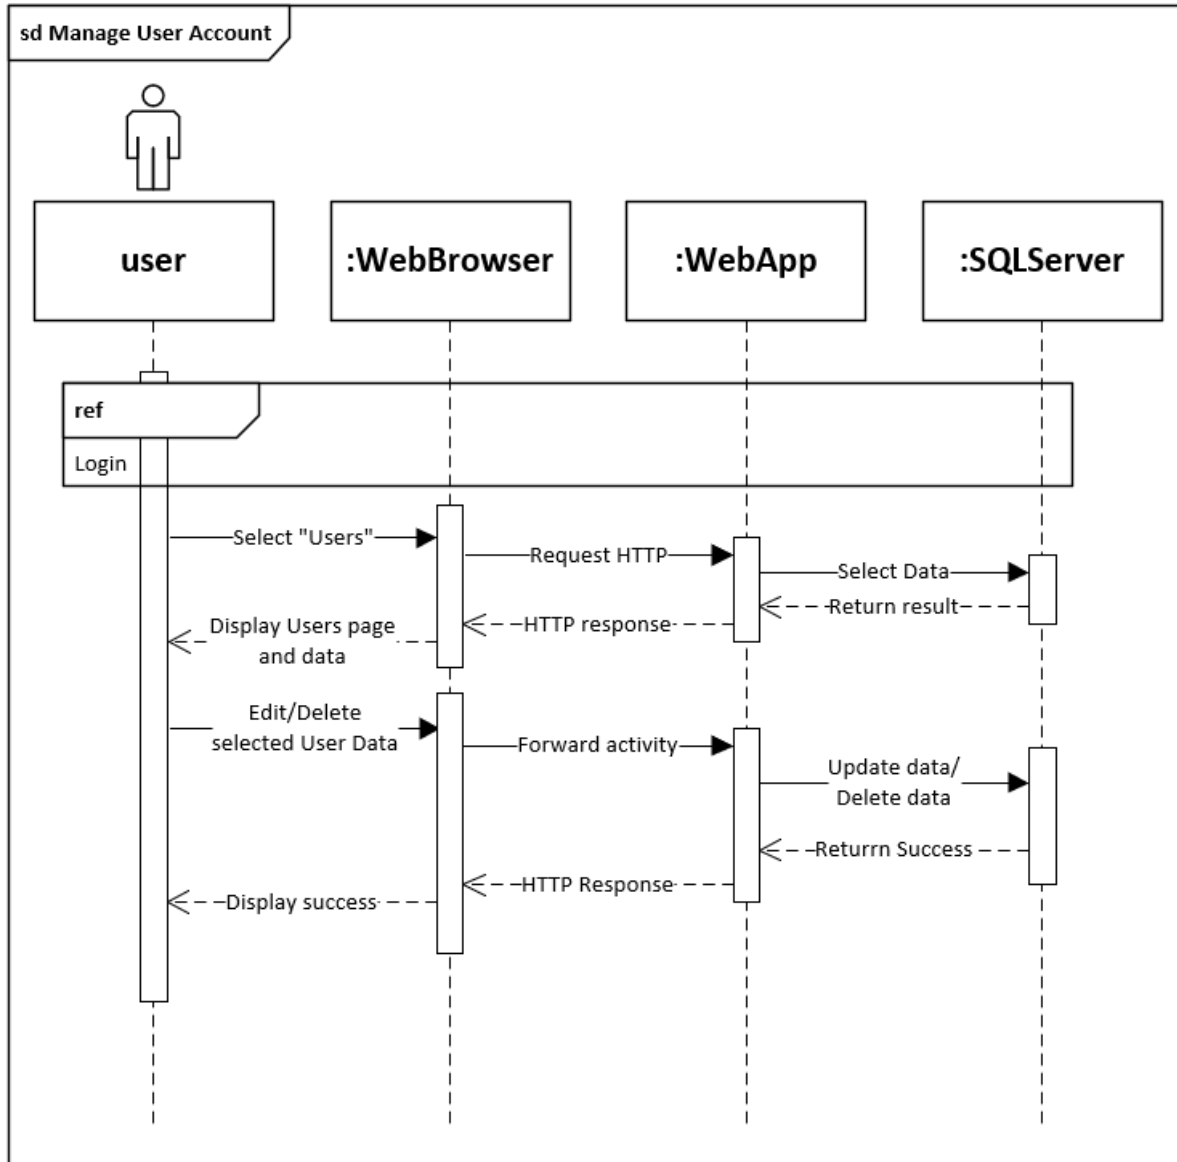 sd Manage User Account
user
:WebBrowser
:WebApp
:SQLServer
ref
Login
Select "Users"
Request HTTP
Select Data
Return result
HTTP response
Display Users page
and data
Edit/Delete
selected User Data
Forward activity
Update data/
Delete data
Returrn Success
HTTP Response
Display success